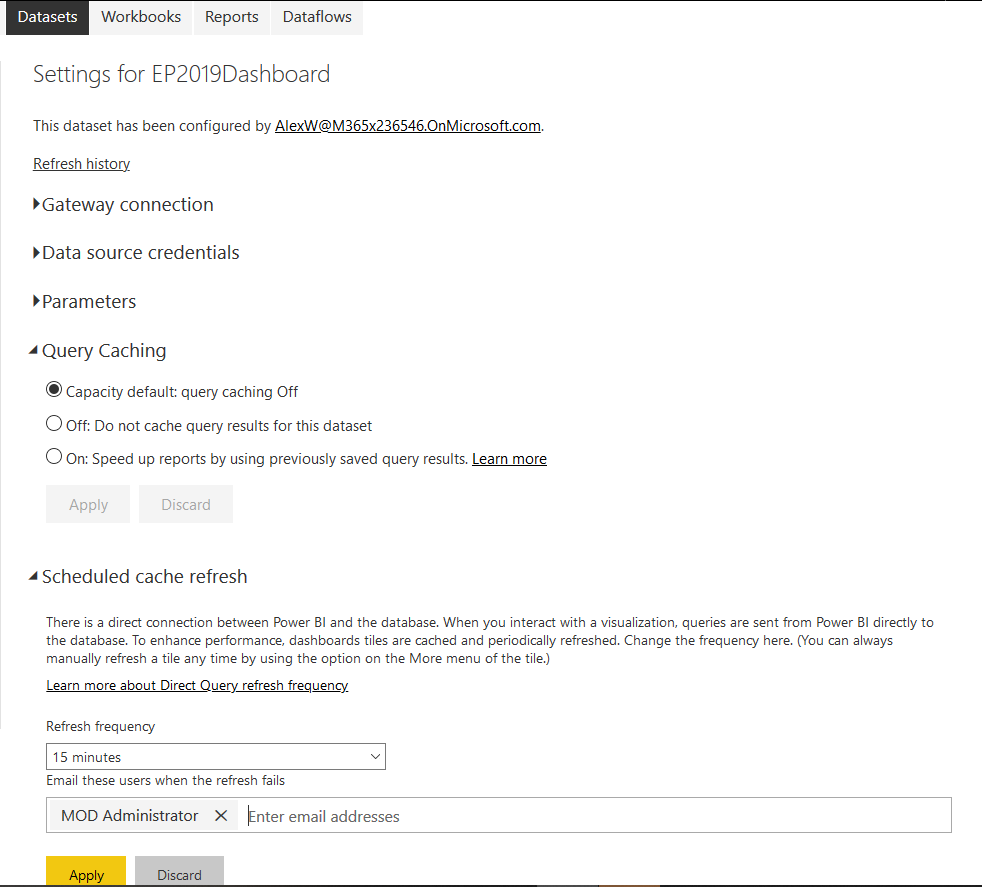 Datasets Workbooks Reports Dataflows
Settings for EP2019Dashboard
This dataset has been configured by AlexW@M365x236546.OnMicrosoft.com.
Refresh history
Gateway connection
Data source credentials
Parameters
Query Caching
Capacity default: query caching Off
Off: Do not cache query results for this dataset
On: Speed up reports by using previously saved query results. Learn more
Apply Discard
Scheduled cache refresh
There is a direct connection between Power BI and the database. When you interact with a visualization, queries are sent from Power BI directly to
the database. To enhance performance, dashboards tiles are cached and periodically refreshed. Change the frequency here. (You can always
manually refresh a tile any time by using the option on the More menu of the tile.)
Learn more about Direct Query refresh frequency
Refresh frequency
15 minutes
Email these users when the refresh fails
MOD Administrator Enter email addresses
Apply Discard